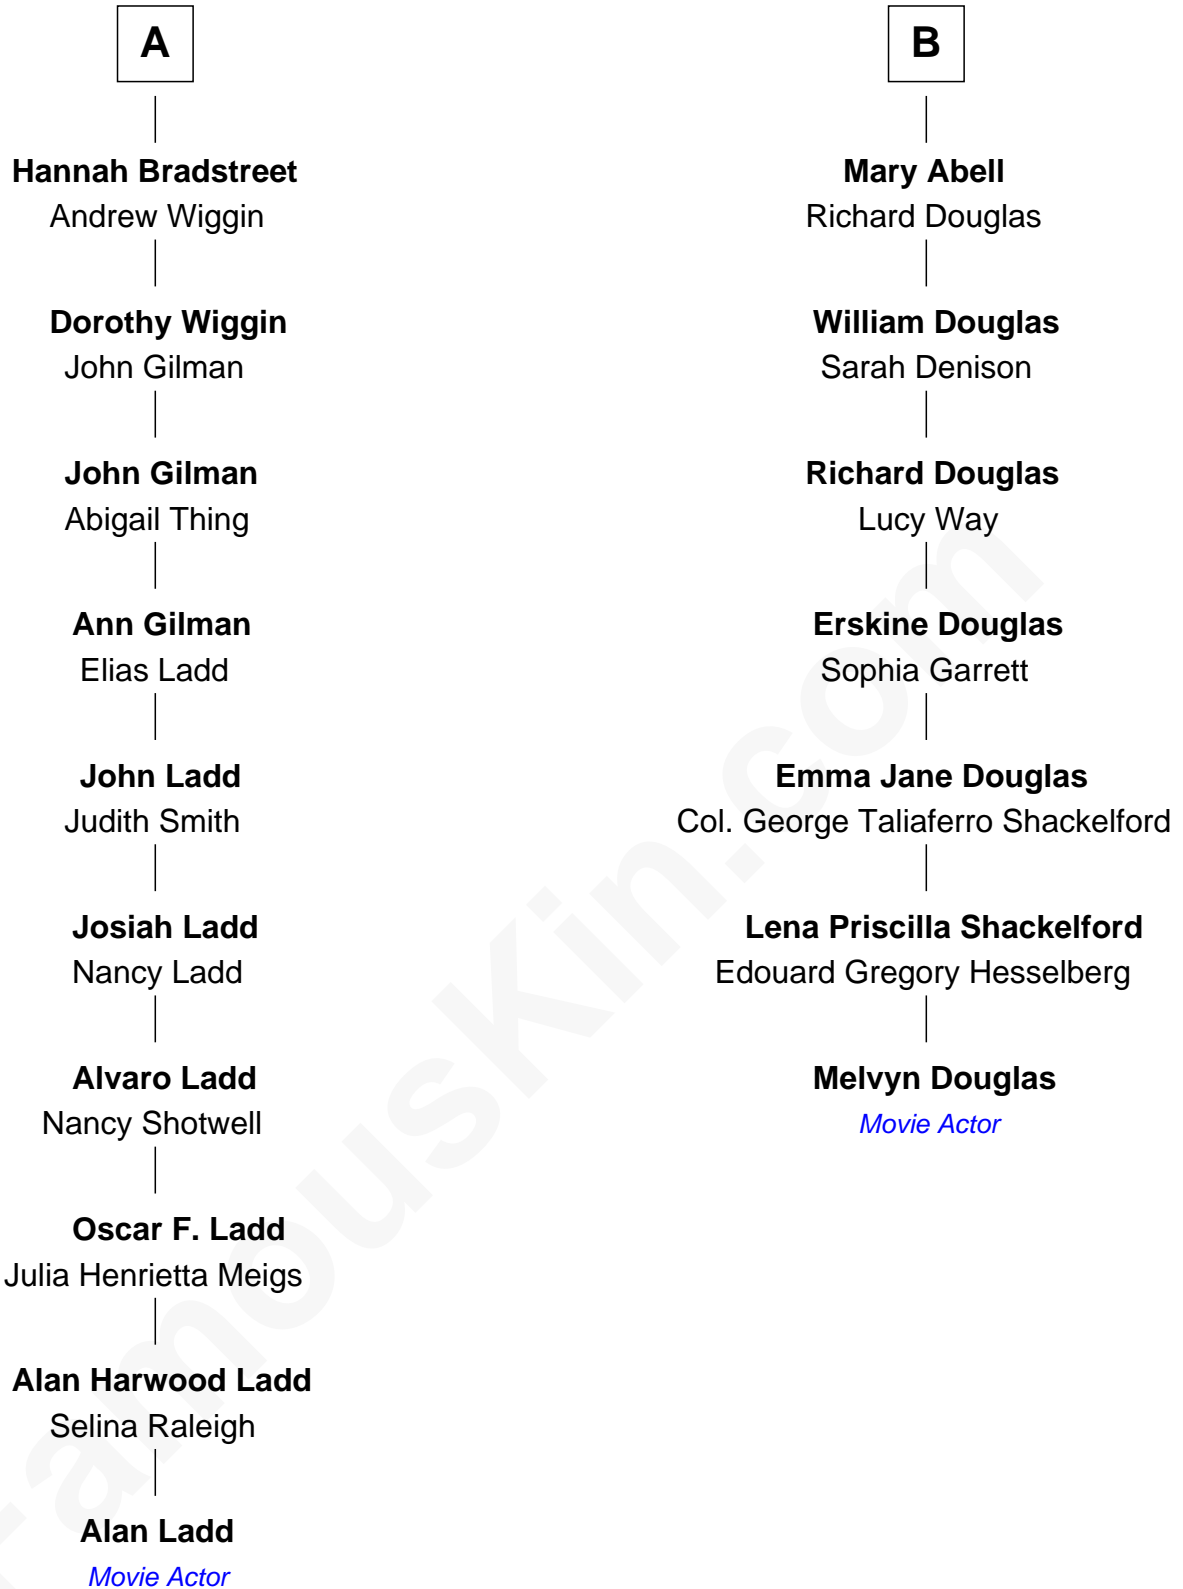 A
Hannah Bradstreet
Andrew Wiggin
Dorothy Wiggin
John Gilman
John Gilman
Abigail Thing
Ann Gilman
Elias Ladd
John Ladd
Judith Smith
Josiah Ladd
Nancy Ladd
Alvaro Ladd
Nancy Shotwell
Oscar F. Ladd
Julia Henrietta Meigs
Alan Harwood Ladd
Selina Raleigh
Alan Ladd
Movie Actor
B
Mary Abell
Richard Douglas
William Douglas
Sarah Denison
Richard Douglas
Lucy Way
Erskine Douglas
Sophia Garrett
Emma Jane Douglas
Col. George Taliaferro Shackelford
Lena Priscilla Shackelford
Edouard Gregory Hesselberg
Melvyn Douglas
Movie Actor
FamousKin.com